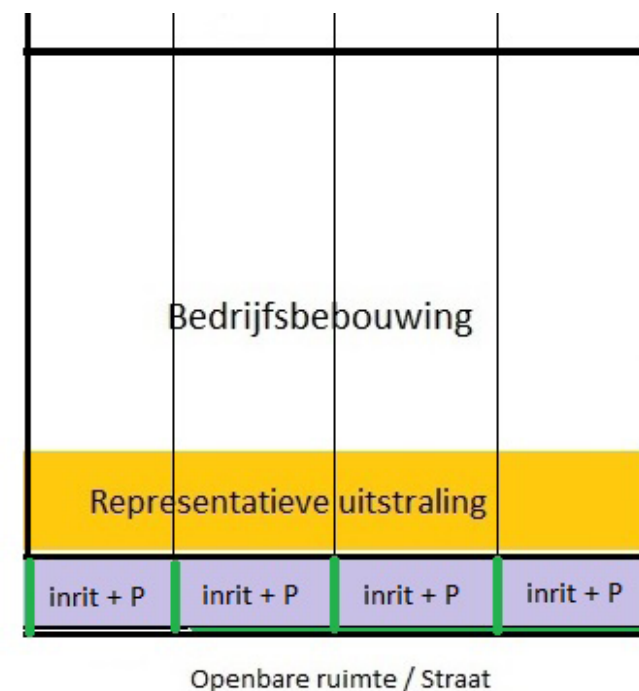 Bedrijfsbebouwing
Representatieve uitstraling
inrit + P inrit + P inrit + P inrit + P
Openbare ruimte / Straat